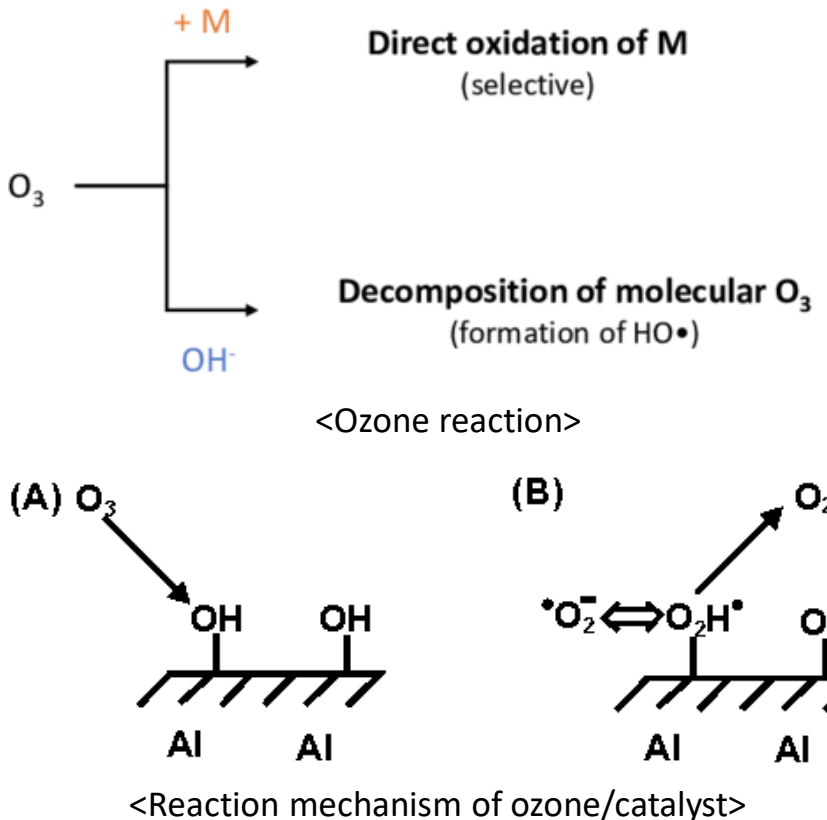 + M
Direct oxidation of M
(selective)
O₃
Decomposition of molecular O₃
(formation of HO•)
OH⁻
<Ozone reaction>
(A) O₃
(B)
OH OH
•O₂⁻ ⇔ O₂H•
Al Al
Al Al
<Reaction mechanism of ozone/catalyst>